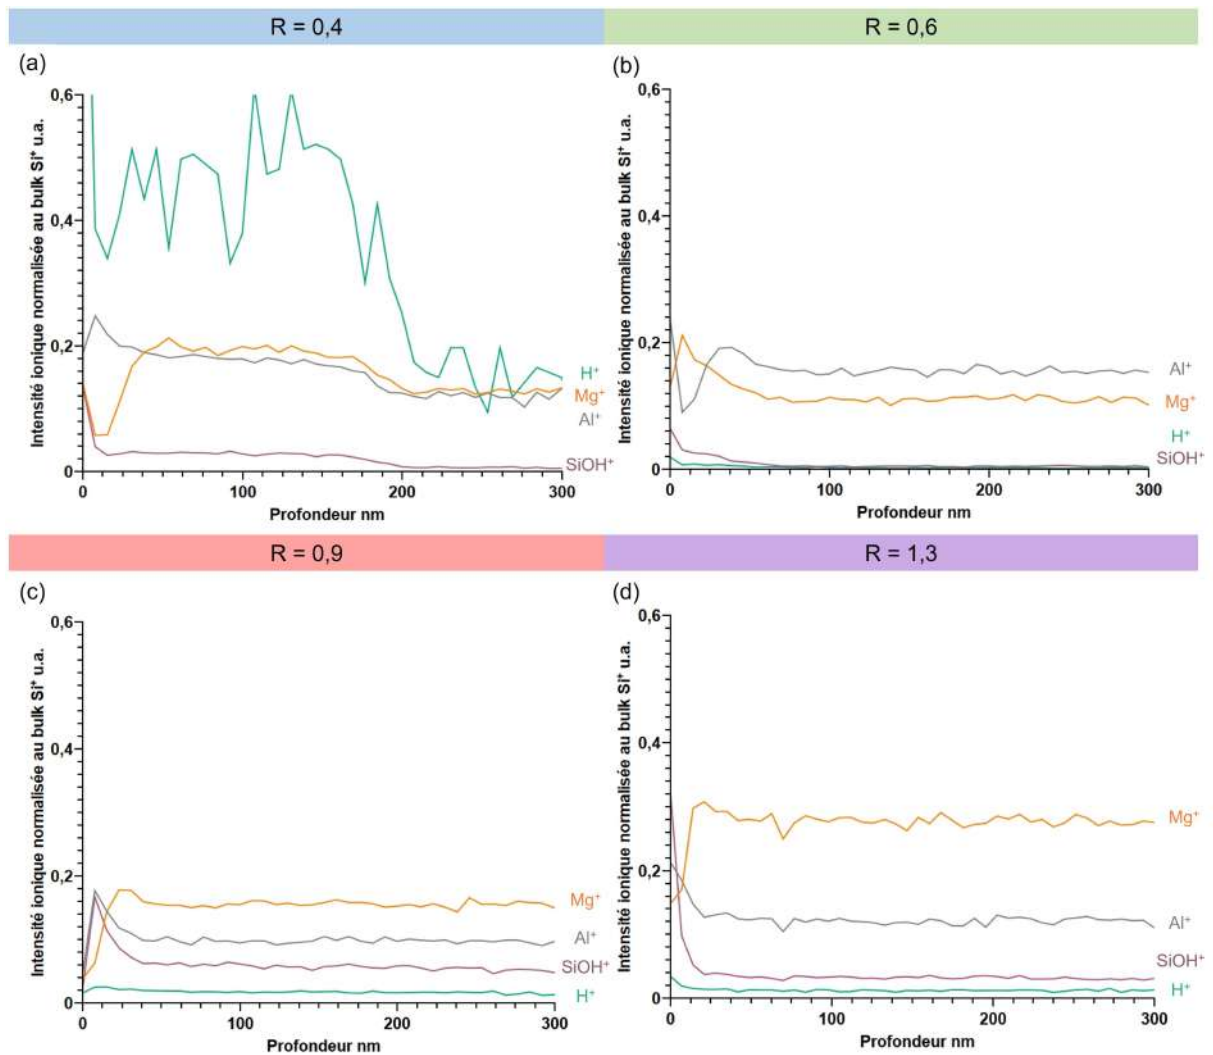 R = 0,4
R = 0,6
(a)
Intensité ionique normalisée au bulk Si⁺ u.a.
0,6
0,4
0,2
0
0
100
200
300
Profondeur nm
H⁺
Mg⁺
Al⁺
SiOH⁺
(b)
Intensité ionique normalisée au bulk Si⁺ u.a.
0,6
0,4
0,2
0
0
100
200
300
Profondeur nm
Al⁺
Mg⁺
H⁺
SiOH⁺
R = 0,9
R = 1,3
(c)
Intensité ionique normalisée au bulk Si⁺ u.a.
0,6
0,4
0,2
0
0
100
200
300
Profondeur nm
Mg⁺
Al⁺
SiOH⁺
H⁺
(d)
Intensité ionique normalisée au bulk Si⁺ u.a.
0,6
0,4
0,2
0
0
100
200
300
Profondeur nm
Mg⁺
Al⁺
SiOH⁺
H⁺